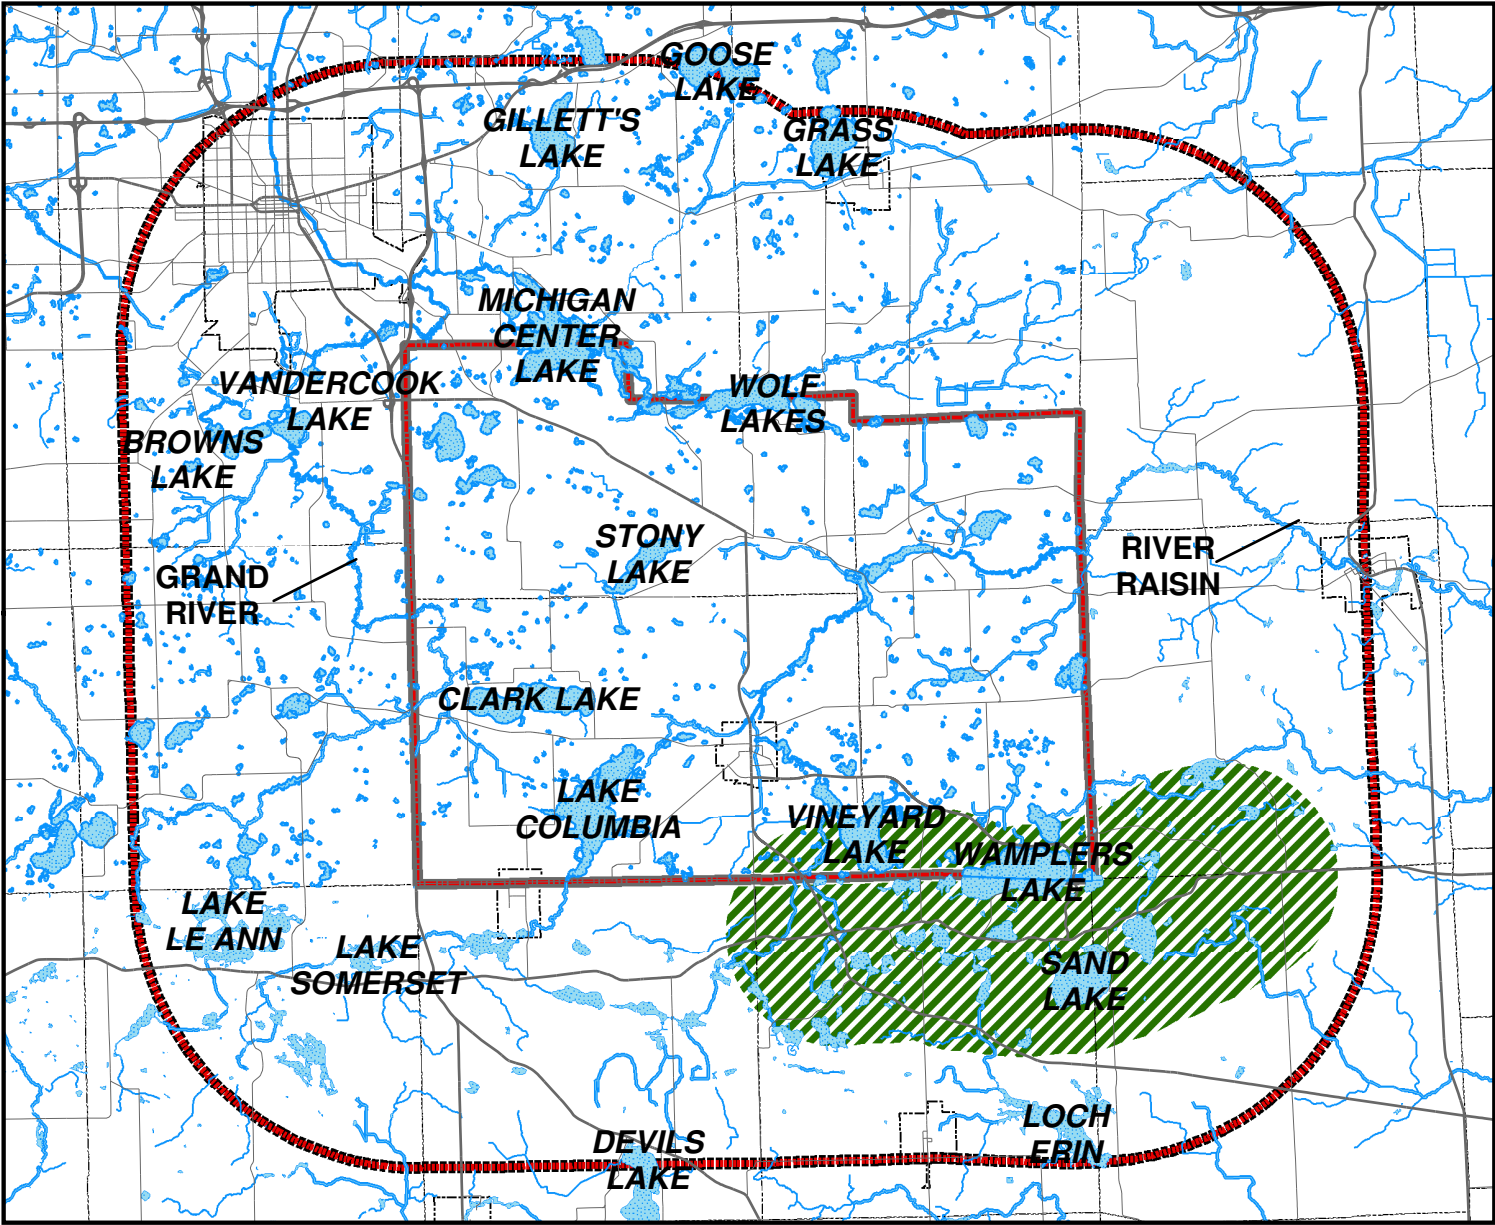 GOOSE
LAKE
GILLETT'S
LAKE
GRASS
LAKE
MICHIGAN
CENTER
LAKE
VANDERCOOK
LAKE
WOLF
LAKES
BROWNS
LAKE
STONY
LAKE
RIVER
RAISIN
GRAND
RIVER
CLARK LAKE
LAKE
COLUMBIA
VINEYARD
LAKE
WAMPLERS
LAKE
LAKE
LE ANN
LAKE
SOMERSET
SAND
LAKE
LOCH
ERIN
DEVILS
LAKE